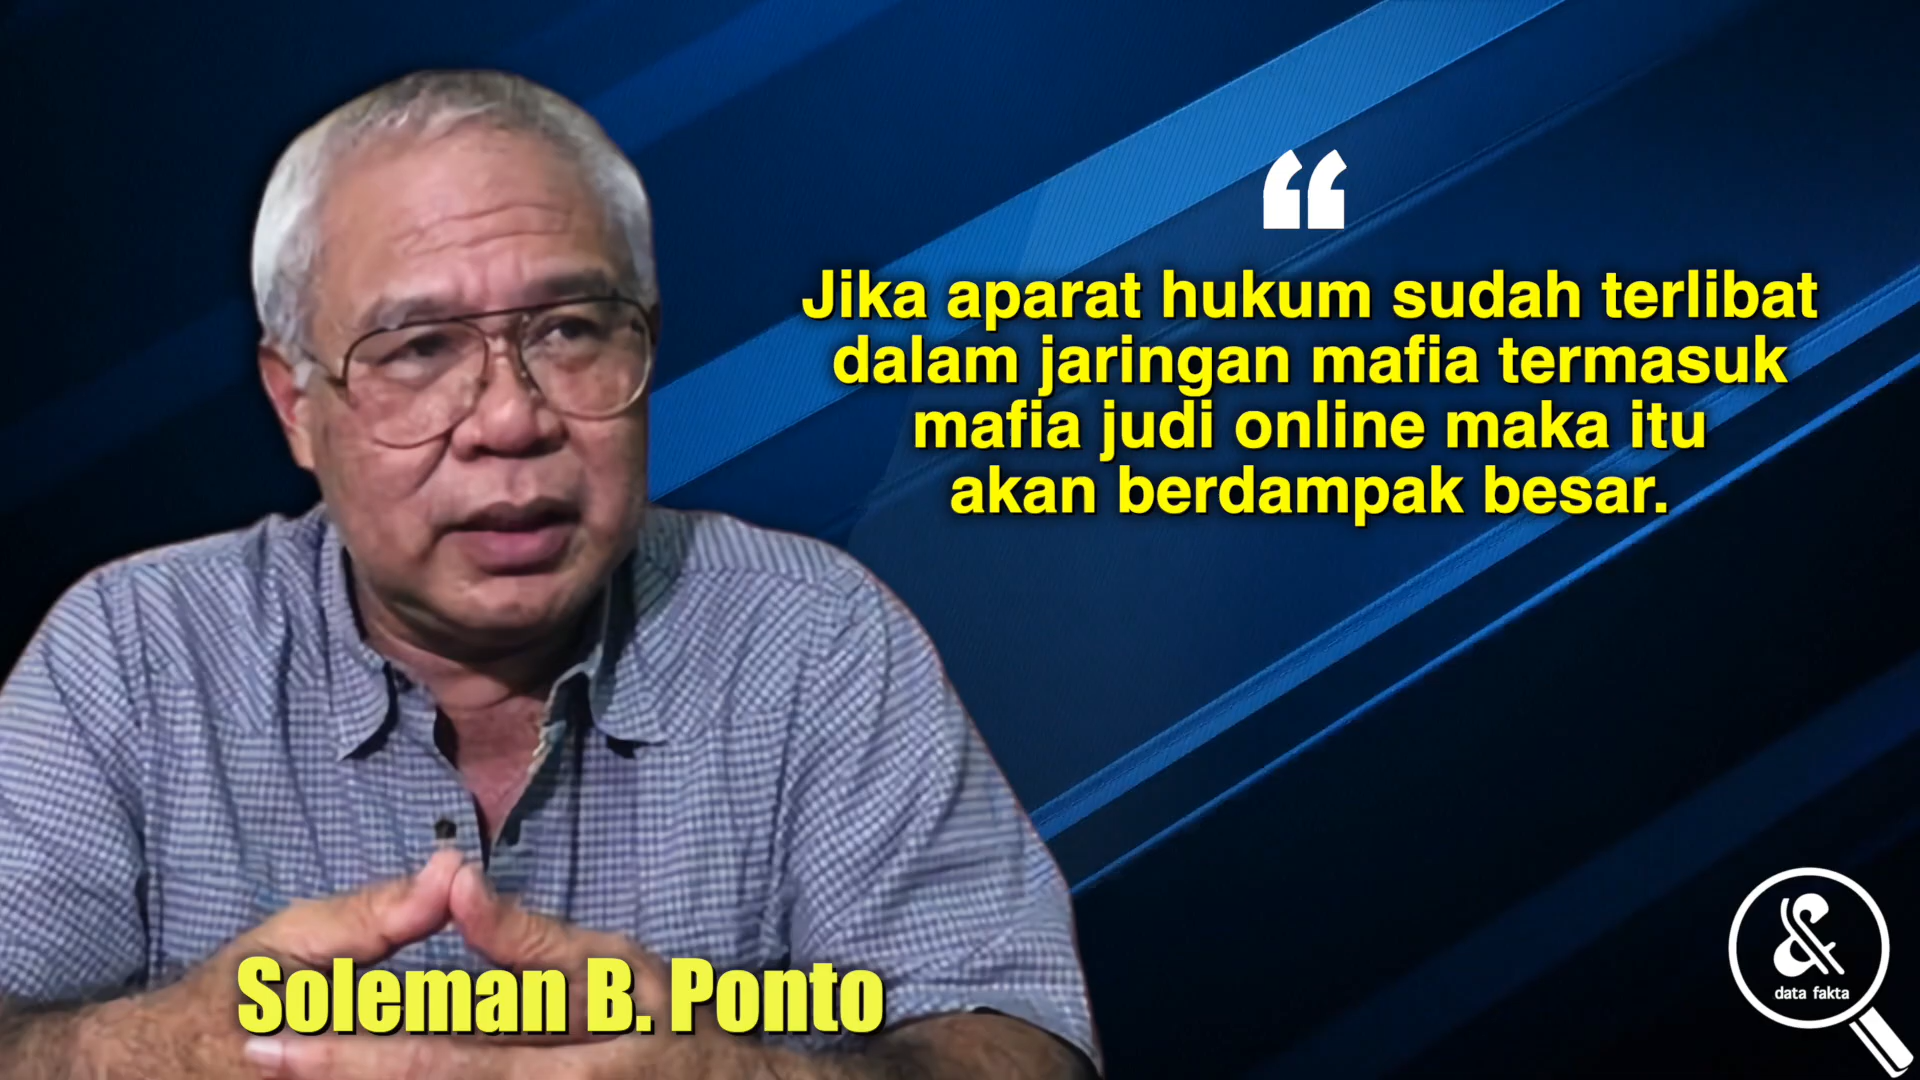 “
Jika aparat hukum sudah terlibat
dalam jaringan mafia termasuk
mafia judi online maka itu
akan berdampak besar.
Soleman B. Ponto
&
data fakta